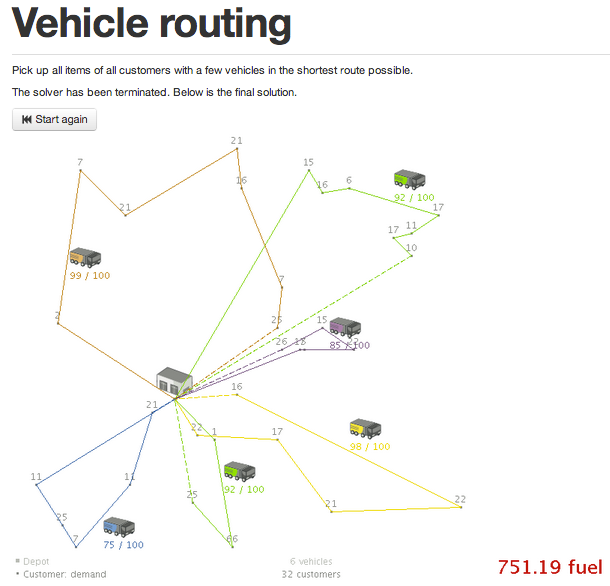 Vehicle routing
Pick up all items of all customers with a few vehicles in the shortest route possible.
The solver has been terminated. Below is the final solution.
Start again
21
7
15
16
16
6
92 / 100
21
17
17
11
10
99 / 100
7
2
25
15
26
85 / 100
16
21
22
1
17
98 / 100
11
11
92 / 100
25
21
22
25
7
75 / 100
66
Depot
6 vehicles
Customer: demand
32 customers
751.19 fuel